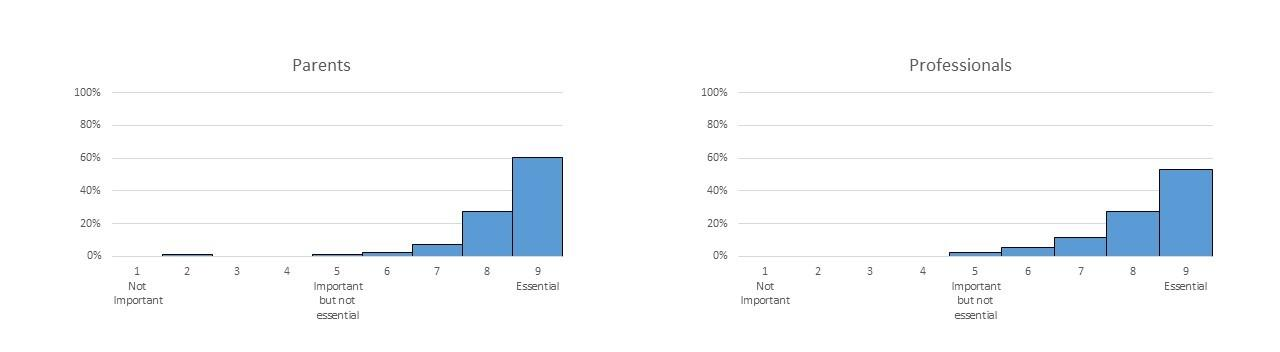 Parents
100%
80%
60%
40%
20%
0%
1
Not
Important
2
3
4
5
Important
but not
essential
6
7
8
9
Essential
Professionals
100%
80%
60%
40%
20%
0%
1
Not
Important
2
3
4
5
Important
but not
essential
6
7
8
9
Essential